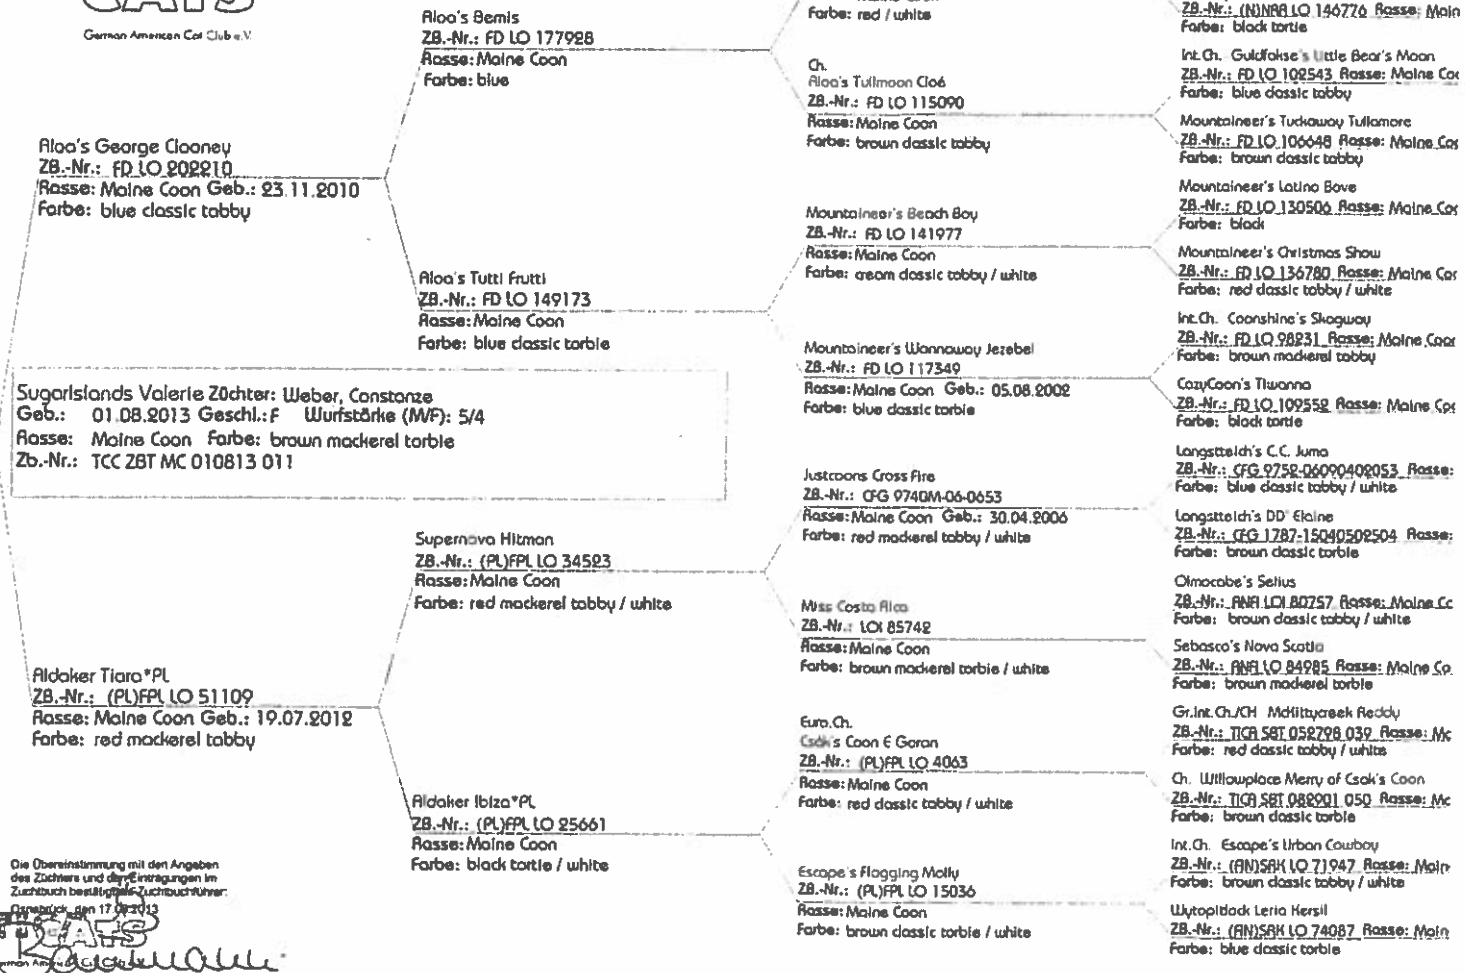 CATS
German American Cat Club e.V.
Aloa's George Clooney
ZB.-Nr.: FD LO 202210
Rasse: Maine Coon Geb.: 23.11.2010
Farbe: blue classic tabby
Sugarislands Valerie Züchter: Weber, Constanze
Geb.: 01.08.2013 Geschl.: F Wurfstärke (M/F): 5/4
Rasse: Maine Coon Farbe: brown mackerel torbie
Zb.-Nr.: TCC ZBT MC 010813 011
Aldaker Tiara*PL
ZB.-Nr.: (PL)FPL LO 51109
Rasse: Maine Coon Geb.: 19.07.2012
Farbe: red mackerel tabby
Die Übereinstimmung mit den Angaben
des Züchters und den Eintragungen im
Zuchtbuch bestätigt der Zuchtbuchführer:
Osnabrück, den 17.09.2013
CATS
Aloa's Bemis
ZB.-Nr.: FD LO 177928
Rasse: Maine Coon
Farbe: blue
Aloa's Tutti Frutti
ZB.-Nr.: FD LO 149173
Rasse: Maine Coon
Farbe: blue classic torbie
Supernova Hitman
ZB.-Nr.: (PL)FPL LO 34523
Rasse: Maine Coon
Farbe: red mackerel tabby / white
Aldaker Ibiza*PL
ZB.-Nr.: (PL)FPL LO 25661
Rasse: Maine Coon
Farbe: black tortie / white
Farbe: red / white
Ch.
Aloa's Tullmoon Cloé
ZB.-Nr.: FD LO 115090
Rasse: Maine Coon
Farbe: brown classic tabby
Mountaineer's Beach Boy
ZB.-Nr.: FD LO 141977
Rasse: Maine Coon
Farbe: cream classic tabby / white
Mountaineer's Wannaway Jezebel
ZB.-Nr.: FD LO 117349
Rasse: Maine Coon Geb.: 05.08.2002
Farbe: blue classic torbie
Justcoons Cross Fire
ZB.-Nr.: CFG 9740M-06-0653
Rasse: Maine Coon Geb.: 30.04.2006
Farbe: red mackerel tabby / white
Miss Costa Rica
ZB.-Nr.: LOI 85742
Rasse: Maine Coon
Farbe: brown mackerel torbie / white
Euro.Ch.
Csok's Coon E Goran
ZB.-Nr.: (PL)FPL LO 4063
Rasse: Maine Coon
Farbe: red classic tabby / white
Escape's Flagging Molly
ZB.-Nr.: (PL)FPL LO 15036
Rasse: Maine Coon
Farbe: brown classic torbie / white
ZB.-Nr.: (N)NRR LO 146776 Rasse: Main
Farbe: black tortie
Int.Ch. Guldfakse's Little Bear's Moon
ZB.-Nr.: FD LO 102543 Rasse: Maine Coo
Farbe: blue classic tabby
Mountaineer's Tuckaway Tullamore
ZB.-Nr.: FD LO 106648 Rasse: Maine Coo
Farbe: brown classic tabby
Mountaineer's Latino Bove
ZB.-Nr.: FD LO 130506 Rasse: Maine Coo
Farbe: black
Mountaineer's Christmas Show
ZB.-Nr.: FD LO 136780 Rasse: Maine Coo
Farbe: red classic tabby / white
Int.Ch. Coonshine's Skagway
ZB.-Nr.: FD LO 98231 Rasse: Maine Coon
Farbe: brown mackerel tabby
CozyCoon's Tiwanna
ZB.-Nr.: FD LO 109552 Rasse: Maine Coo
Farbe: black tortie
Langstteich's C.C. Juma
ZB.-Nr.: CFG 9752-06090402053 Rasse:
Farbe: blue classic tabby / white
Langstteich's DD' Elaine
ZB.-Nr.: CFG 1787-15040502504 Rasse:
Farbe: brown classic torbie
Olmocabe's Selius
ZB.-Nr.: ANFI LOI 80757 Rasse: Maine Co
Farbe: brown classic tabby / white
Sebasco's Nova Scotia
ZB.-Nr.: ANFI LO 84985 Rasse: Maine Co
Farbe: brown mackerel torbie
Gr.Int.Ch./CH McKittycreek Reddy
ZB.-Nr.: TICA SBT 052798 039 Rasse: Mc
Farbe: red classic tabby / white
Ch. Willowplace Merry of Csok's Coon
ZB.-Nr.: TICA SBT 082901 050 Rasse: Mc
Farbe: brown classic torbie
Int.Ch. Escape's Urban Cowboy
ZB.-Nr.: (AN)SRK LO 71947 Rasse: Main
Farbe: brown classic tabby / white
Wytopitlock Leria Hersil
ZB.-Nr.: (AN)SRK LO 74087 Rasse: Main
Farbe: blue classic torbie